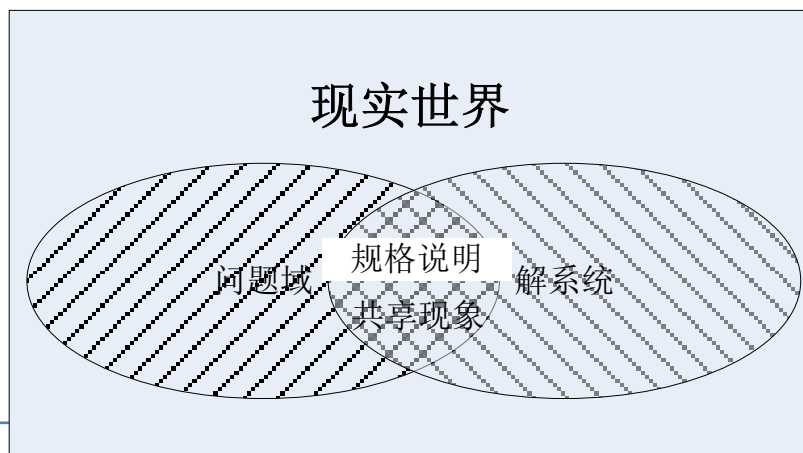 现实世界
规格说明
问题域
解系统
共享现象